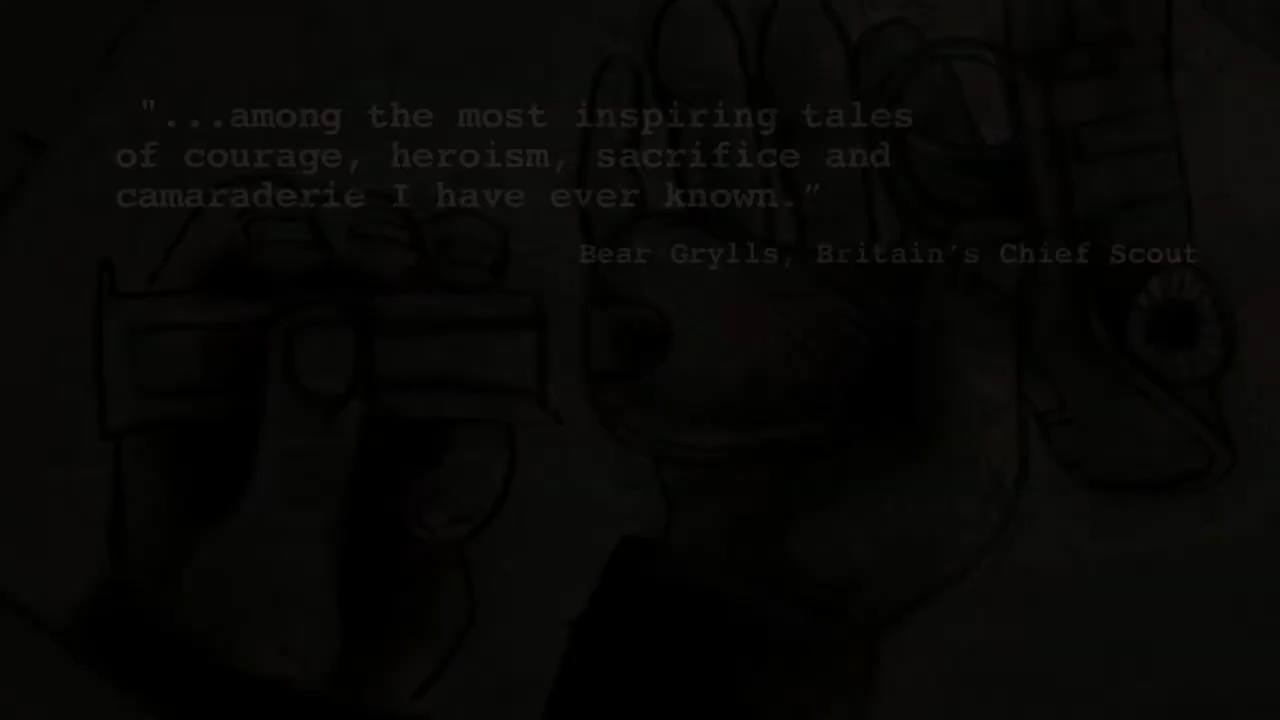 "...among the most inspiring tales
of courage, heroism, sacrifice and
camaraderie I have ever known.”
Bear Grylls, Britain’s Chief Scout